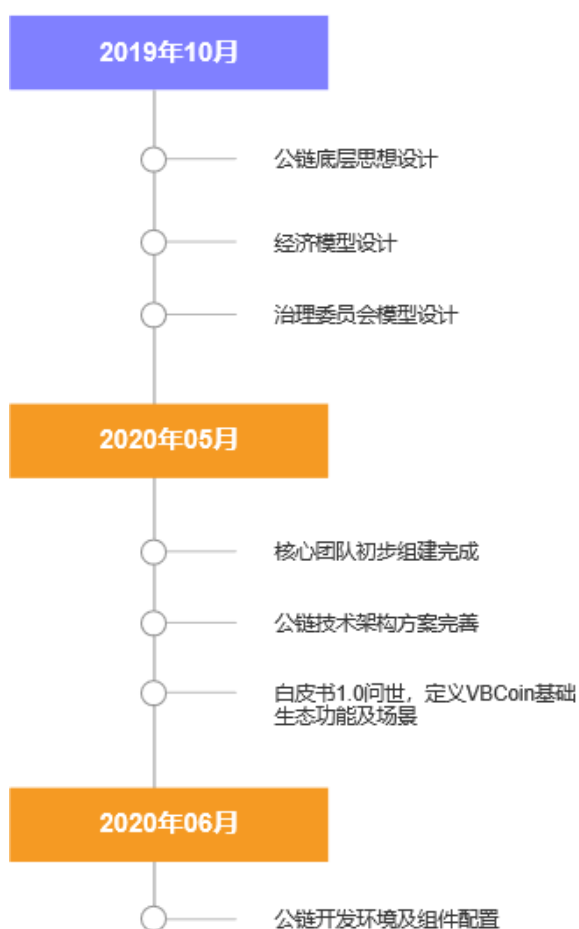 2019年10月
公链底层思想设计
经济模型设计
治理委员会模型设计
2020年05月
核心团队初步组建完成
公链技术架构方案完善
白皮书1.0问世，定义VBCoin基础
生态功能及场景
2020年06月
公链开发环境及组件配置